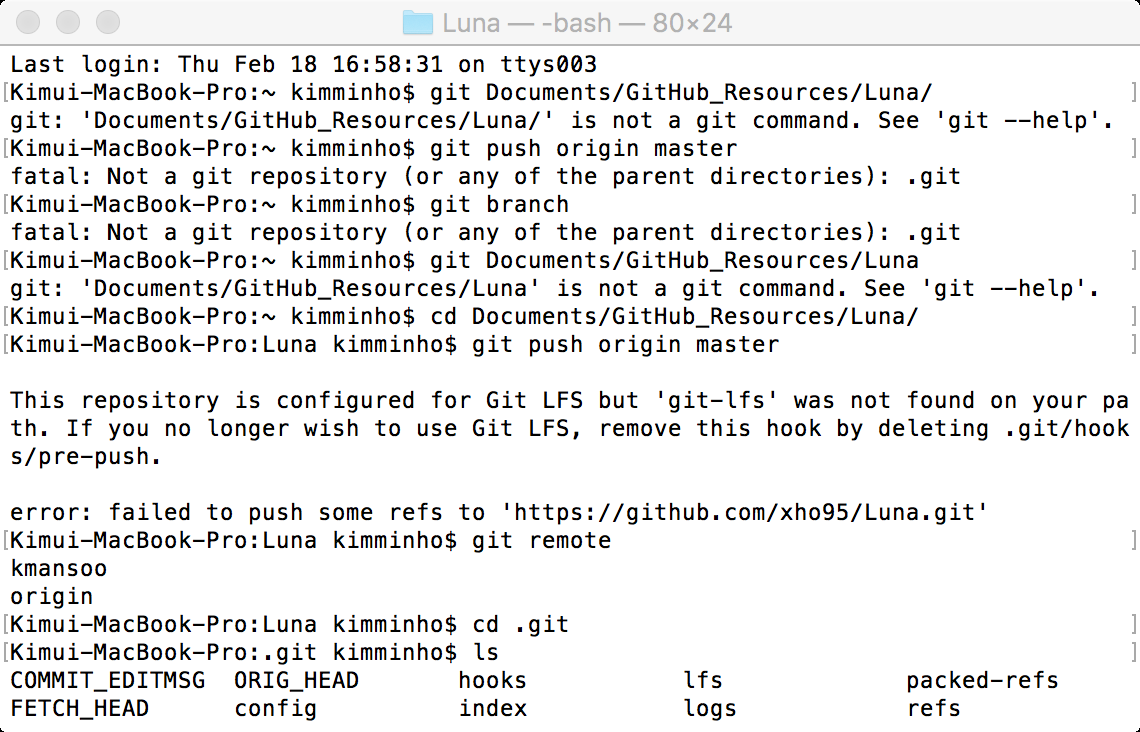 Luna — -bash — 80×24
Last login: Thu Feb 18 16:58:31 on ttys003
[Kimui-MacBook-Pro:~ kimminho$ git Documents/GitHub_Resources/Luna/ ]
git: 'Documents/GitHub_Resources/Luna/' is not a git command. See 'git --help'.
[Kimui-MacBook-Pro:~ kimminho$ git push origin master ]
fatal: Not a git repository (or any of the parent directories): .git
[Kimui-MacBook-Pro:~ kimminho$ git branch ]
fatal: Not a git repository (or any of the parent directories): .git
[Kimui-MacBook-Pro:~ kimminho$ git Documents/GitHub_Resources/Luna ]
git: 'Documents/GitHub_Resources/Luna' is not a git command. See 'git --help'.
[Kimui-MacBook-Pro:~ kimminho$ cd Documents/GitHub_Resources/Luna/ ]
[Kimui-MacBook-Pro:Luna kimminho$ git push origin master ]
This repository is configured for Git LFS but 'git-lfs' was not found on your pa
th. If you no longer wish to use Git LFS, remove this hook by deleting .git/hook
s/pre-push.
error: failed to push some refs to 'https://github.com/xho95/Luna.git'
[Kimui-MacBook-Pro:Luna kimminho$ git remote ]
kmansoo
origin
[Kimui-MacBook-Pro:Luna kimminho$ cd .git ]
[Kimui-MacBook-Pro:.git kimminho$ ls ]
COMMIT_EDITMSG ORIG_HEAD hooks lfs packed-refs
FETCH_HEAD config index logs refs